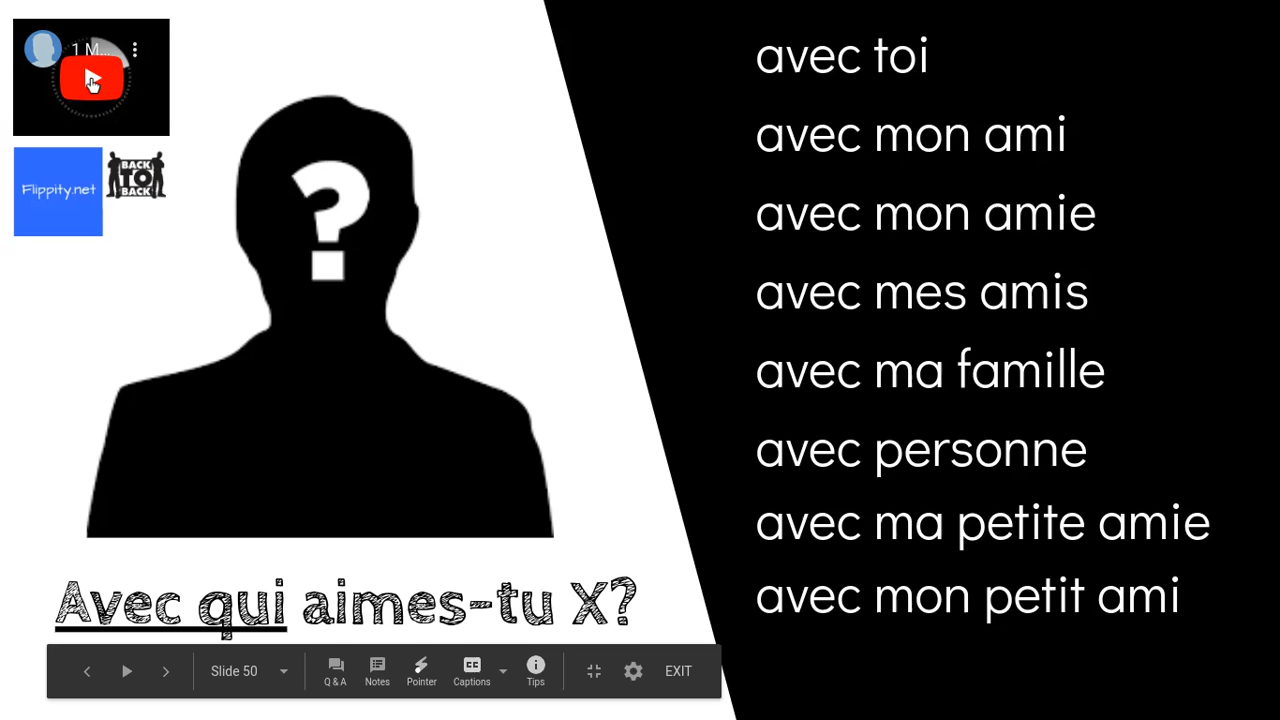 1 M...
Flippity.net
BACK
TO
BACK
?
Avec qui aimes-tu X?
avec toi
avec mon ami
avec mon amie
avec mes amis
avec ma famille
avec personne
avec ma petite amie
avec mon petit ami
Slide 50
Q & A
Notes
Pointer
CC
Captions
Tips
EXIT